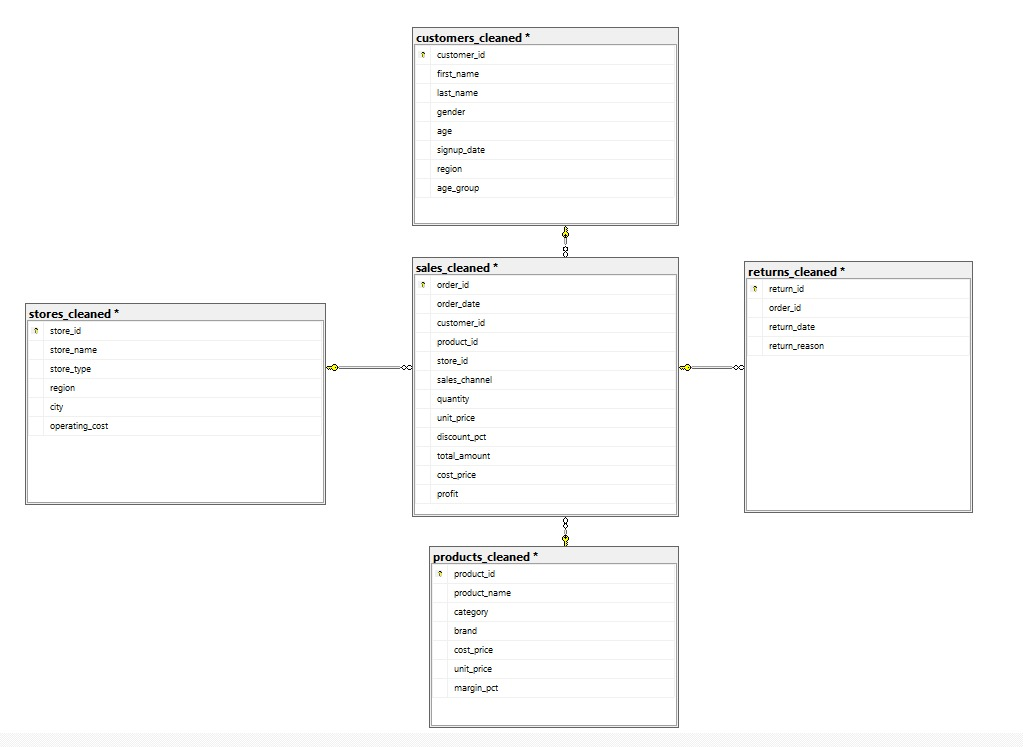 customers_cleaned *
customer_id
first_name
last_name
gender
age
signup_date
region
age_group
sales_cleaned *
order_id
order_date
customer_id
product_id
store_id
sales_channel
quantity
unit_price
discount_pct
total_amount
cost_price
profit
returns_cleaned *
return_id
order_id
return_date
return_reason
stores_cleaned *
store_id
store_name
store_type
region
city
operating_cost
products_cleaned *
product_id
product_name
category
brand
cost_price
unit_price
margin_pct